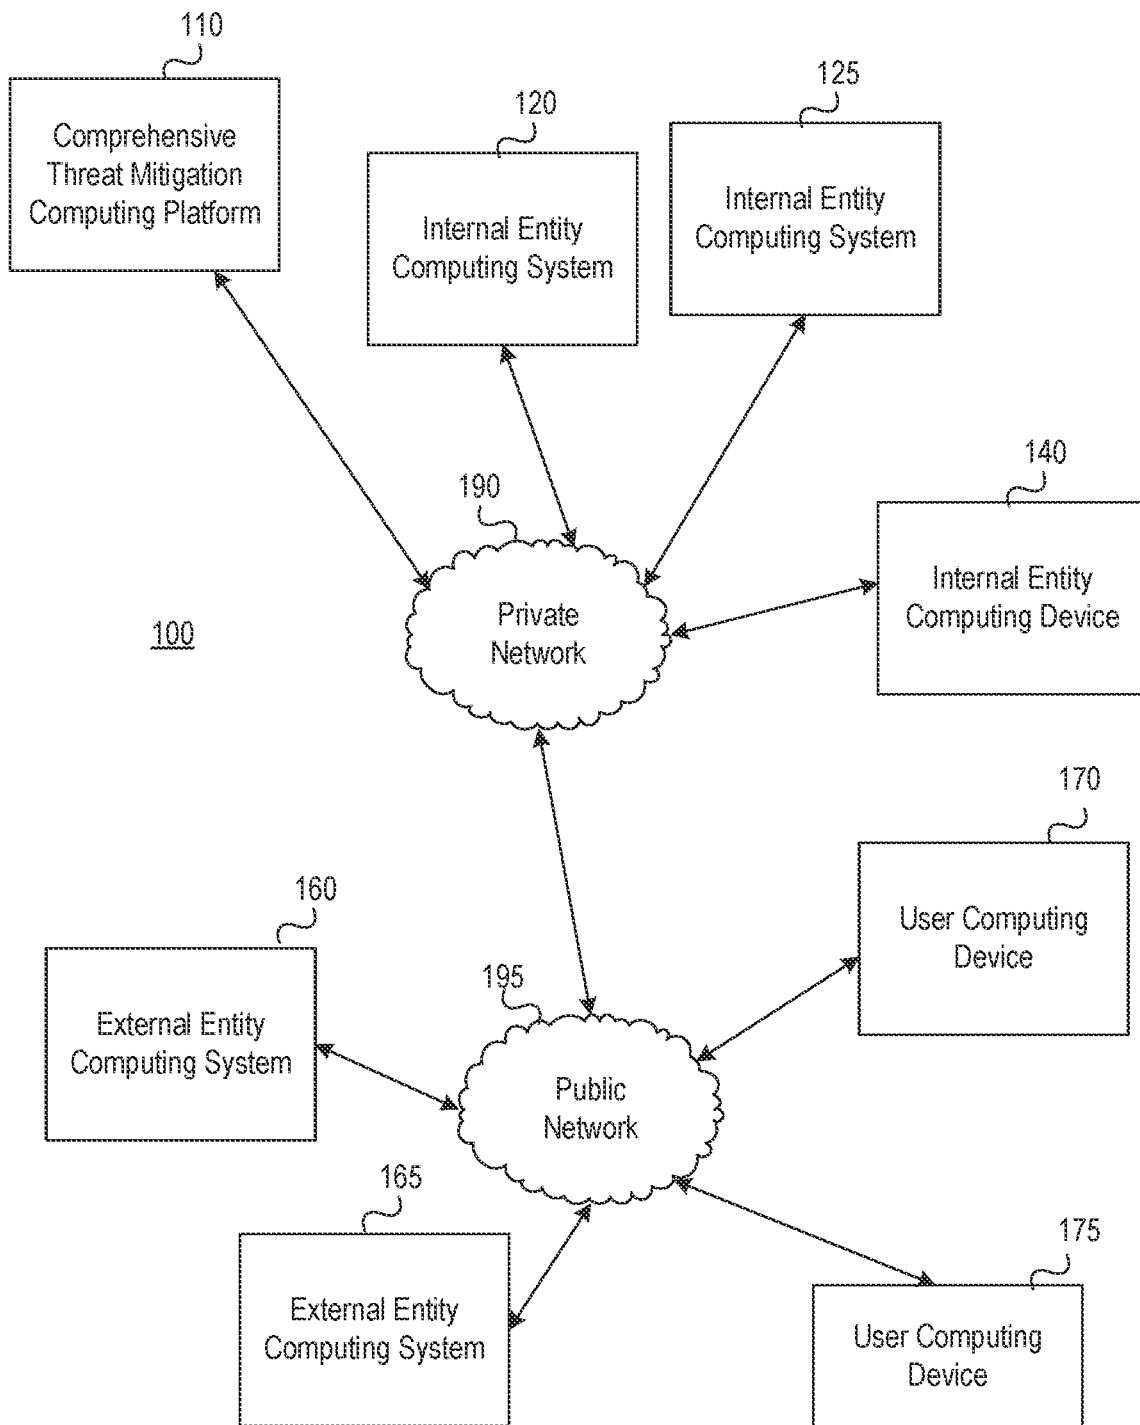 110
Comprehensive
Threat Mitigation
Computing Platform
120
Internal Entity
Computing System
125
Internal Entity
Computing System
140
Internal Entity
Computing Device
190
Private
Network
100
170
User Computing
Device
160
External Entity
Computing System
195
Public
Network
165
External Entity
Computing System
175
User Computing
Device